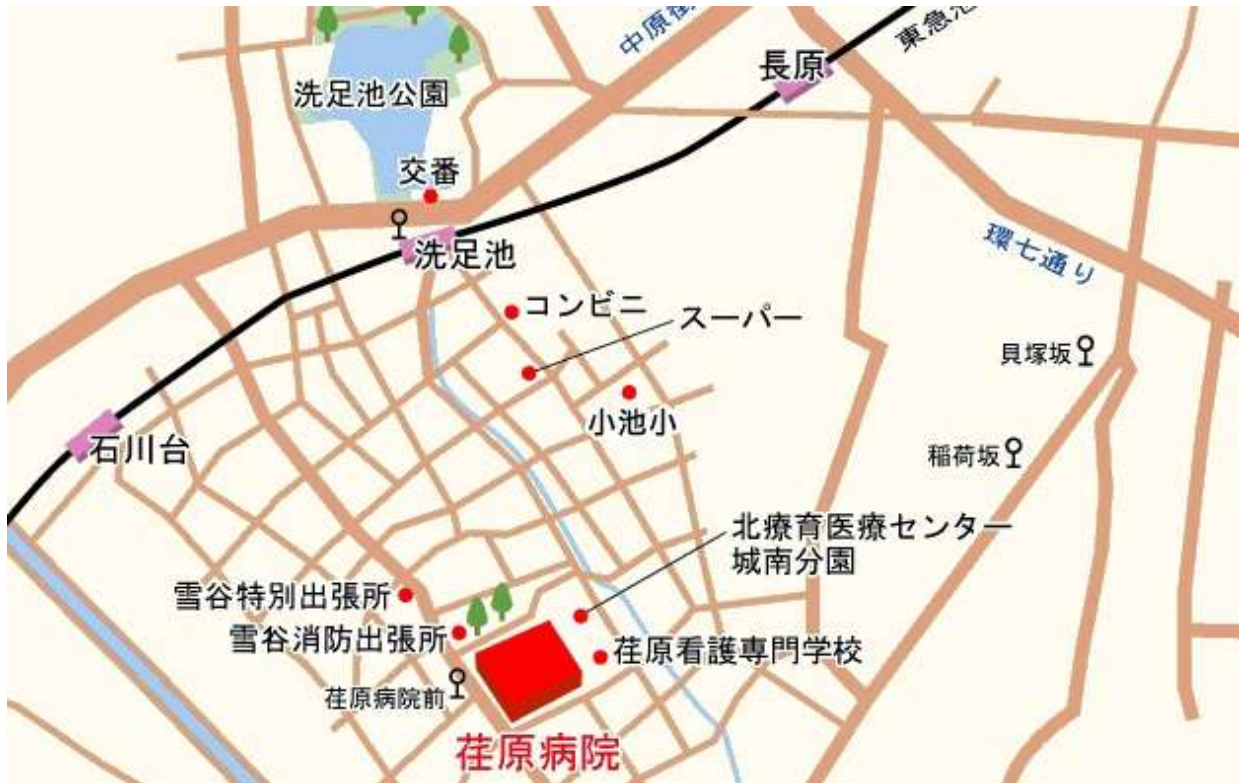 中原街
東急池
長原
洗足池公園
交番
洗足池
環七通り
コンビニ
スーパー
貝塚坂
小池小
石川台
稲荷坂
北療育医療センター
城南分園
雪谷特別出張所
雪谷消防出張所
荏原看護専門学校
荏原病院前
荏原病院